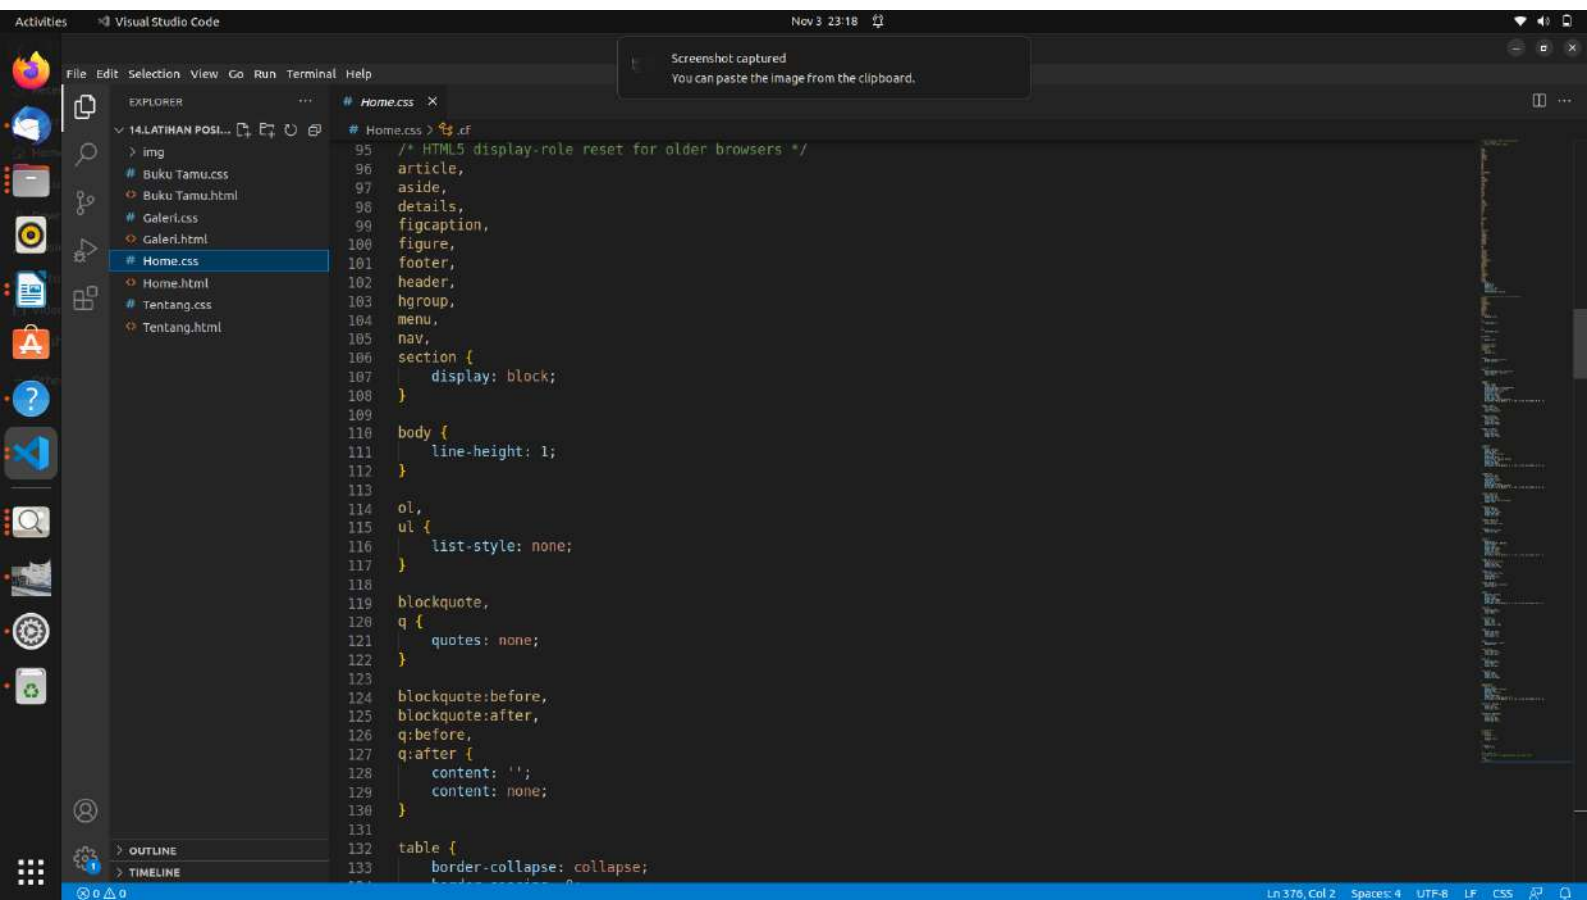 Activities
Visual Studio Code
Nov 3 23:18
Screenshot captured
You can paste the image from the clipboard.
File Edit Selection View Go Run Terminal Help
EXPLORER
14.LATIHAN POSI...
img
# Buku Tamu.css
Buku Tamu.html
# Galeri.css
Galeri.html
# Home.css
Home.html
# Tentang.css
Tentang.html
OUTLINE
TIMELINE
# Home.css
# Home.css > .cf
95 /* HTML5 display-role reset for older browsers */
96 article,
97 aside,
98 details,
99 figcaption,
100 figure,
101 footer,
102 header,
103 hgroup,
104 menu,
105 nav,
106 section {
107 display: block;
108 }
109
110 body {
111 line-height: 1;
112 }
113
114 ol,
115 ul {
116 list-style: none;
117 }
118
119 blockquote,
120 q {
121 quotes: none;
122 }
123
124 blockquote:before,
125 blockquote:after,
126 q:before,
127 q:after {
128 content: '';
129 content: none;
130 }
131
132 table {
133 border-collapse: collapse;
0 0
Ln 376, Col 2 Spaces: 4 UTF-8 LF CSS